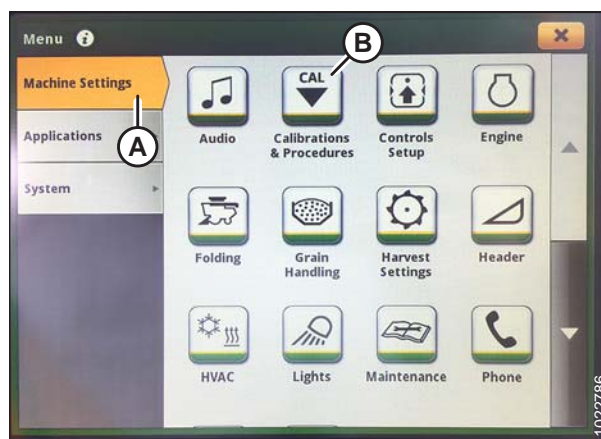 Menu i
B
Machine Settings
A
Applications
System
CAL
Audio
Calibrations
& Procedures
Controls
Setup
Engine
Folding
Grain
Handling
Harvest
Settings
Header
HVAC
Lights
Maintenance
Phone
1022786